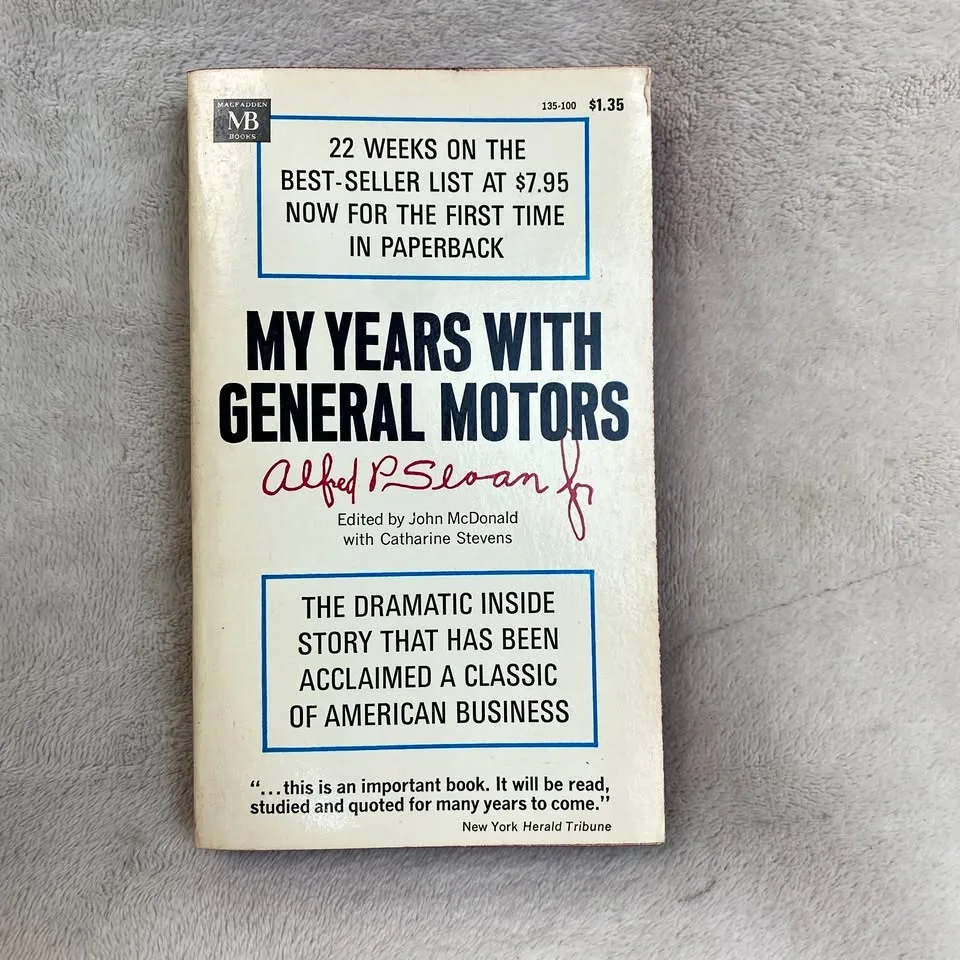 MACFADDEN
MB
BOOKS
135-100 $1.35
22 WEEKS ON THE
BEST-SELLER LIST AT $7.95
NOW FOR THE FIRST TIME
IN PAPERBACK
MY YEARS WITH
GENERAL MOTORS
Alfred P. Sloan Jr
Edited by John McDonald
with Catharine Stevens
THE DRAMATIC INSIDE
STORY THAT HAS BEEN
ACCLAIMED A CLASSIC
OF AMERICAN BUSINESS
“...this is an important book. It will be read,
studied and quoted for many years to come.”
New York Herald Tribune